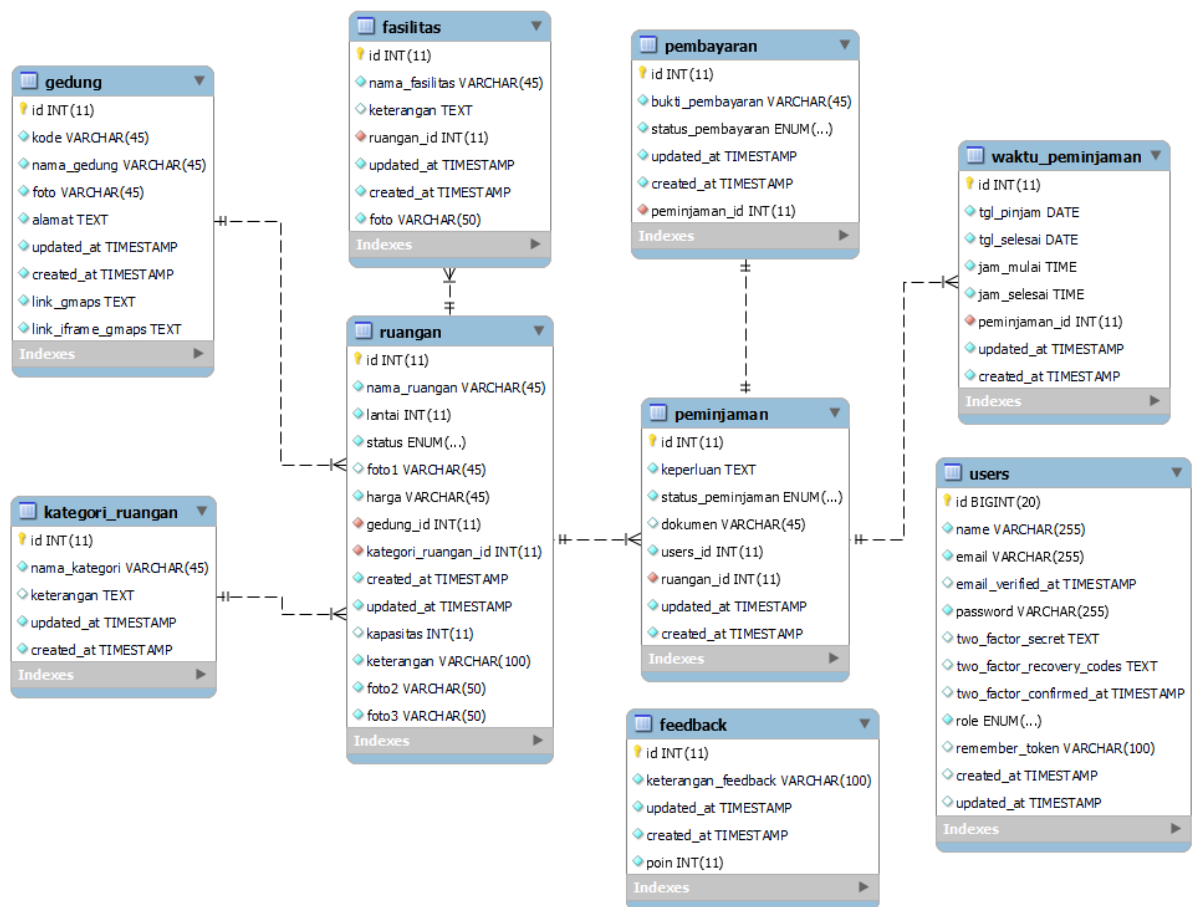 gedung
id INT(11)
kode VARCHAR(45)
nama_gedung VARCHAR(45)
foto VARCHAR(45)
alamat TEXT
updated_at TIMESTAMP
created_at TIMESTAMP
link_gmaps TEXT
link_iframe_gmaps TEXT
Indexes
kategori_ruangan
id INT(11)
nama_kategori VARCHAR(45)
keterangan TEXT
updated_at TIMESTAMP
created_at TIMESTAMP
Indexes
fasilitas
id INT(11)
nama_fasilitas VARCHAR(45)
keterangan TEXT
ruangan_id INT(11)
updated_at TIMESTAMP
created_at TIMESTAMP
foto VARCHAR(50)
Indexes
ruangan
id INT(11)
nama_ruangan VARCHAR(45)
lantai INT(11)
status ENUM(...)
foto1 VARCHAR(45)
harga VARCHAR(45)
gedung_id INT(11)
kategori_ruangan_id INT(11)
created_at TIMESTAMP
updated_at TIMESTAMP
kapasitas INT(11)
keterangan VARCHAR(100)
foto2 VARCHAR(50)
foto3 VARCHAR(50)
Indexes
pembayaran
id INT(11)
bukti_pembayaran VARCHAR(45)
status_pembayaran ENUM(...)
updated_at TIMESTAMP
created_at TIMESTAMP
peminjaman_id INT(11)
Indexes
peminjaman
id INT(11)
keperluan TEXT
status_peminjaman ENUM(...)
dokumen VARCHAR(45)
users_id INT(11)
ruangan_id INT(11)
updated_at TIMESTAMP
created_at TIMESTAMP
Indexes
feedback
id INT(11)
keterangan_feedback VARCHAR(100)
updated_at TIMESTAMP
created_at TIMESTAMP
poin INT(11)
Indexes
waktu_peminjaman
id INT(11)
tgl_pinjam DATE
tgl_selesai DATE
jam_mulai TIME
jam_selesai TIME
peminjaman_id INT(11)
updated_at TIMESTAMP
created_at TIMESTAMP
Indexes
users
id BIGINT(20)
name VARCHAR(255)
email VARCHAR(255)
email_verified_at TIMESTAMP
password VARCHAR(255)
two_factor_secret TEXT
two_factor_recovery_codes TEXT
two_factor_confirmed_at TIMESTAMP
role ENUM(...)
remember_token VARCHAR(100)
created_at TIMESTAMP
updated_at TIMESTAMP
Indexes